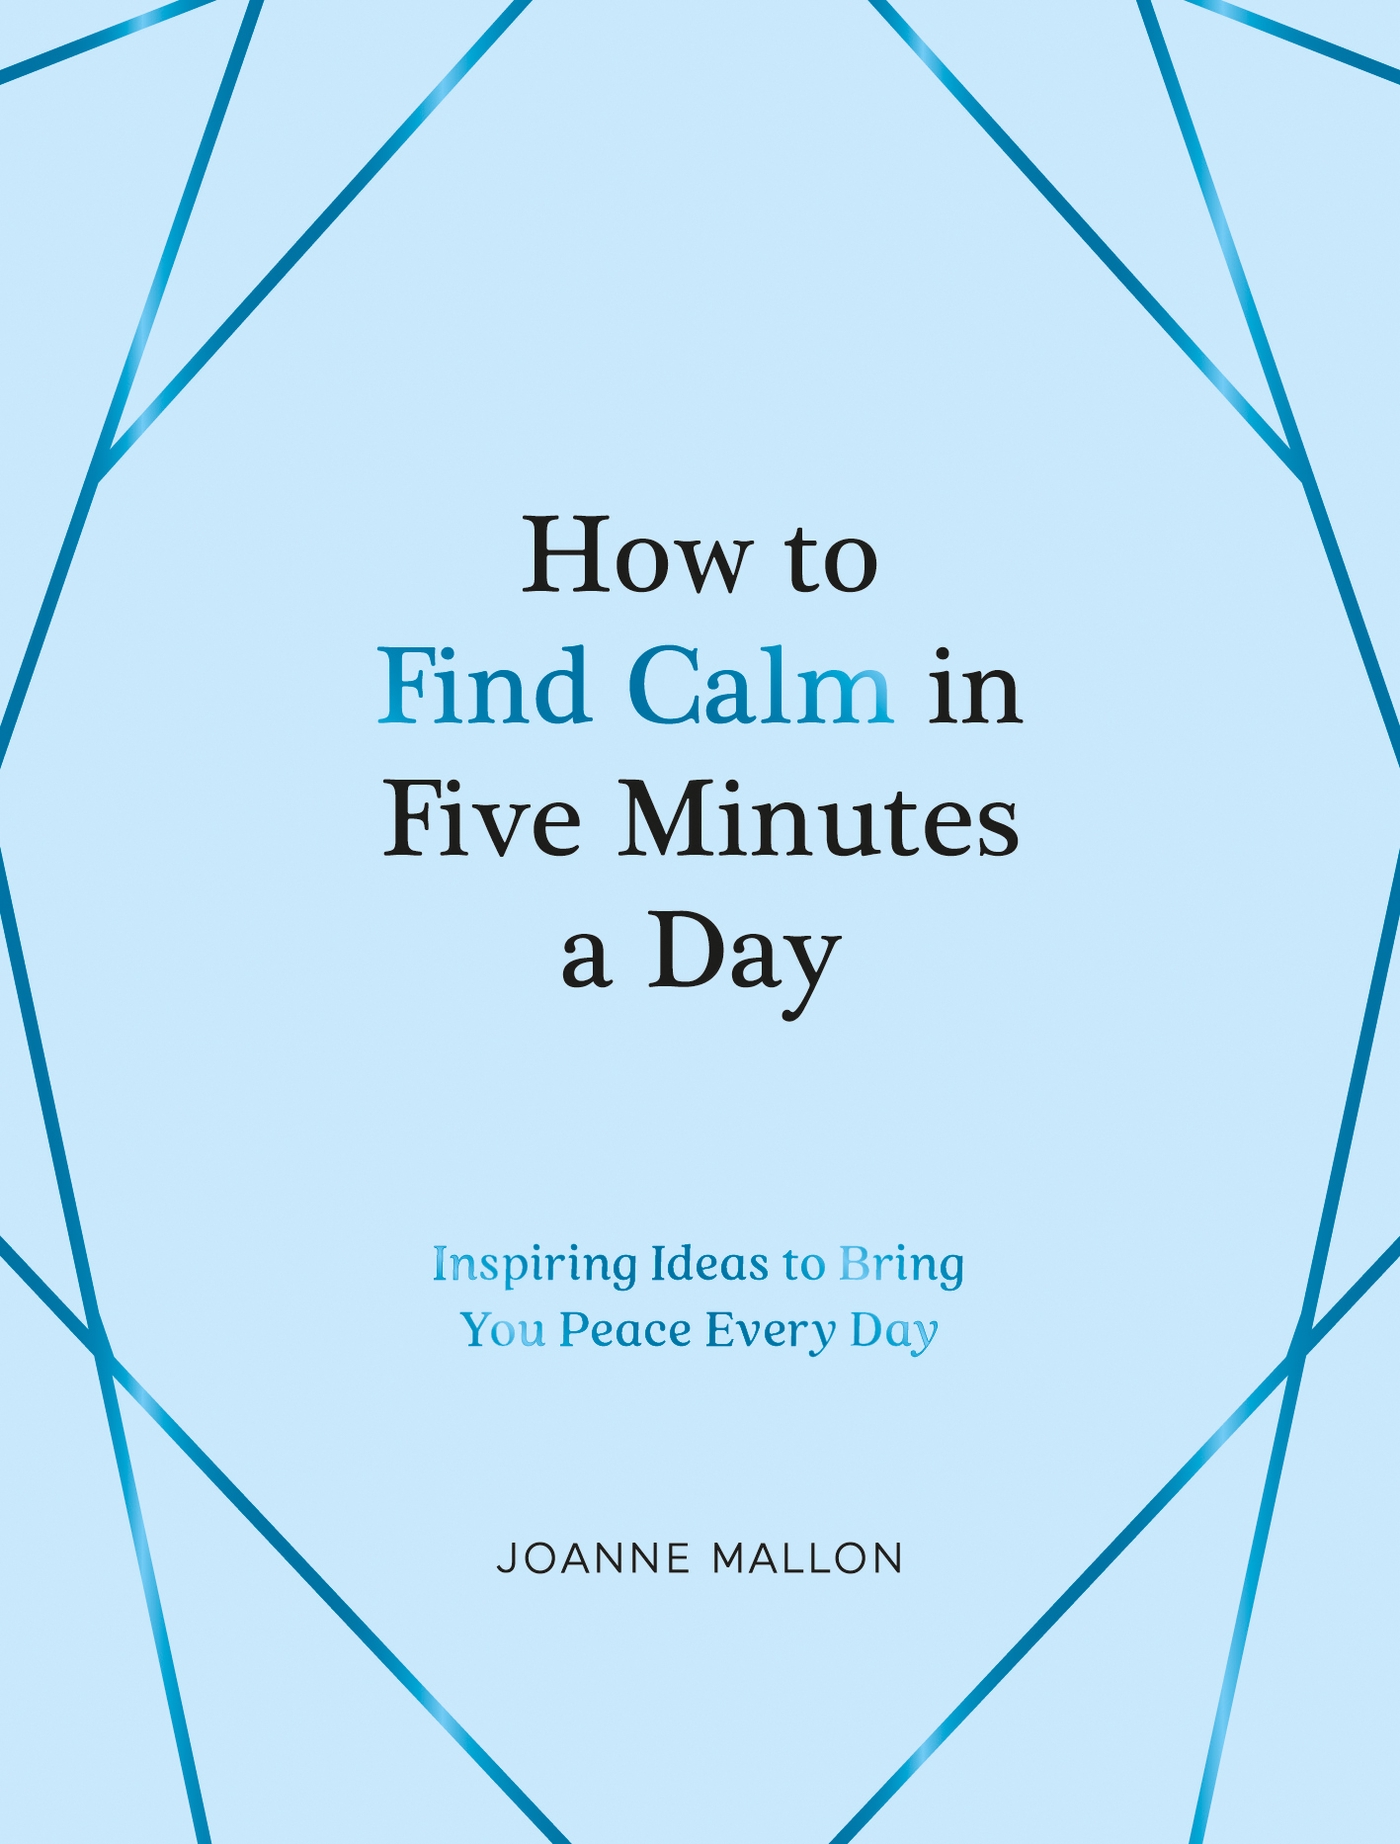 How to
Find Calm in
Five Minutes
a Day
Inspiring Ideas to Bring
You Peace Every Day
JOANNE MALLON